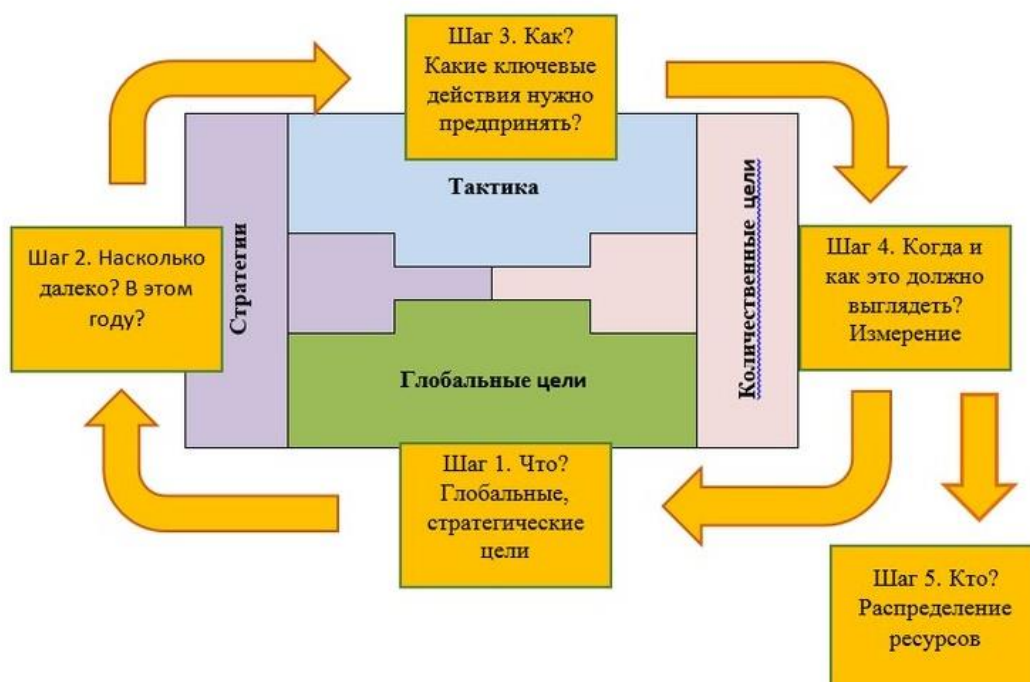 Шаг 3. Как?
Какие ключевые
действия нужно
предпринять?
Тактика
Шаг 2. Насколько
далеко? В этом
году?
Стратегии
Количественные цели
Шаг 4. Когда и
как это должно
выглядеть?
Измерение
Глобальные цели
Шаг 1. Что?
Глобальные,
стратегические
цели
Шаг 5. Кто?
Распределение
ресурсов